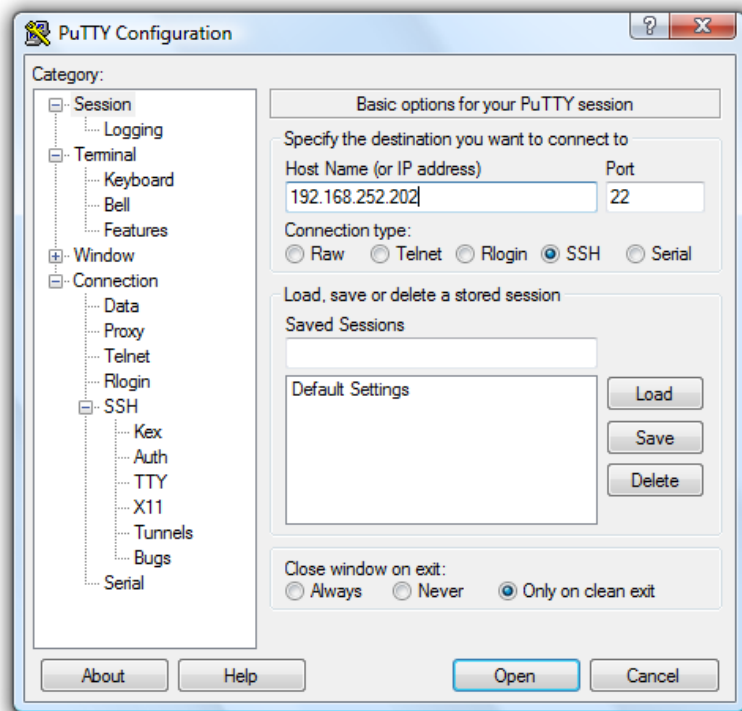 PuTTY Configuration
Category:
Session
Logging
Terminal
Keyboard
Bell
Features
Window
Connection
Data
Proxy
Telnet
Rlogin
SSH
Kex
Auth
TTY
X11
Tunnels
Bugs
Serial
Basic options for your PuTTY session
Specify the destination you want to connect to
Host Name (or IP address) Port
192.168.252.202 22
Connection type:
Raw Telnet Rlogin SSH Serial
Load, save or delete a stored session
Saved Sessions
Default Settings
Load
Save
Delete
Close window on exit:
Always Never Only on clean exit
About Help Open Cancel